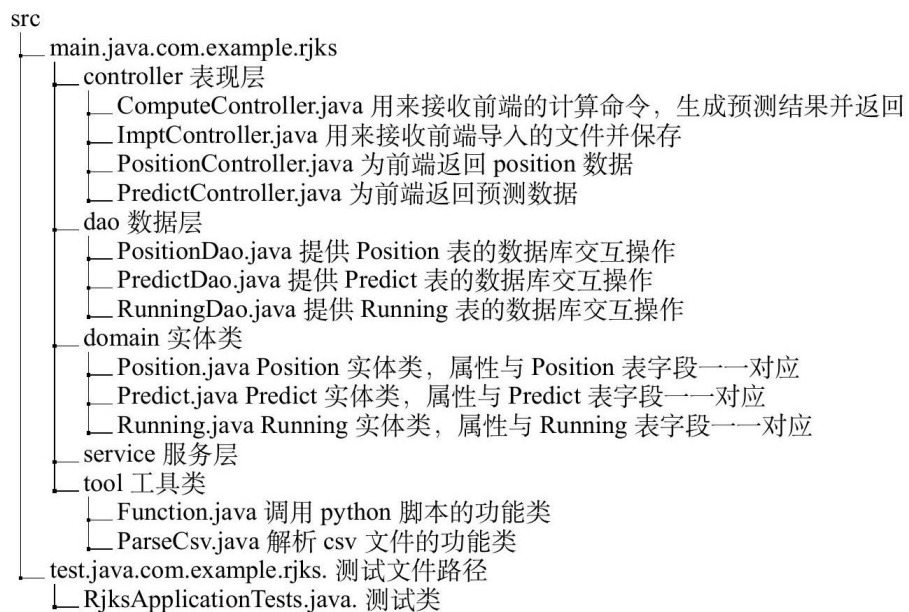 src
main.java.com.example.rjks
controller 表现层
ComputeController.java 用来接收前端的计算命令，生成预测结果并返回
ImptController.java 用来接收前端导入的文件并保存
PositionController.java 为前端返回 position 数据
PredictController.java 为前端返回预测数据
dao 数据层
PositionDao.java 提供 Position 表的数据库交互操作
PredictDao.java 提供 Predict 表的数据库交互操作
RunningDao.java 提供 Running 表的数据库交互操作
domain 实体类
Position.java Position 实体类，属性与 Position 表字段一一对应
Predict.java Predict 实体类，属性与 Predict 表字段一一对应
Running.java Running 实体类，属性与 Running 表字段一一对应
service 服务层
tool 工具类
Function.java 调用 python 脚本的功能类
ParseCsv.java 解析 csv 文件的功能类
test.java.com.example.rjks. 测试文件路径
RjksApplicationTests.java. 测试类